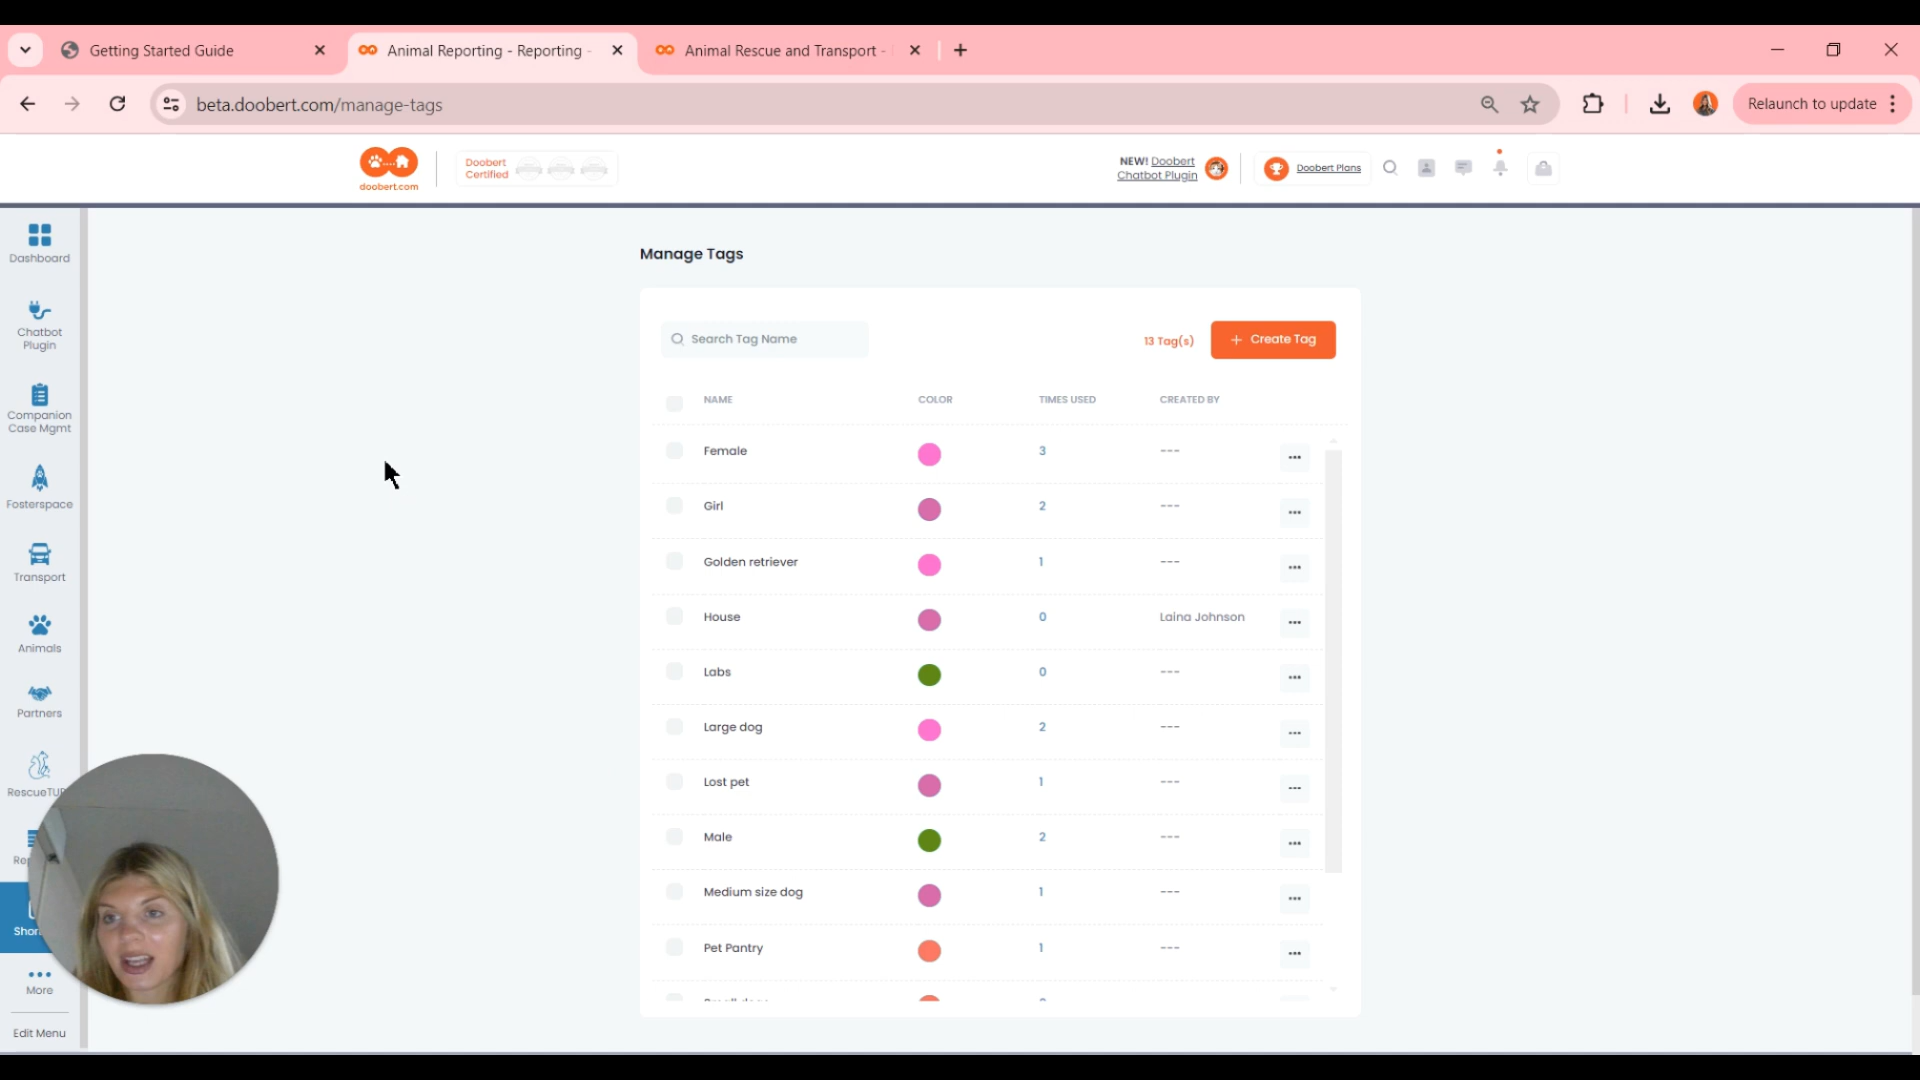 Getting Started Guide
Animal Reporting - Reporting -
Animal Rescue and Transport -
beta.doobert.com/manage-tags
Relaunch to update
doobert.com
Doobert
Certified
NEW! Doobert
Chatbot Plugin
Doobert Plans
Dashboard
Chatbot
Plugin
Companion
Case Mgmt
Fosterspace
Transport
Animals
Partners
More
Edit Menu
Manage Tags
Search Tag Name
13 Tag(s)
+ Create Tag
NAME COLOR TIMES USED CREATED BY
Female 3 ---
Girl 2 ---
Golden retriever 1 ---
House 0 Laina Johnson
Labs 0 ---
Large dog 2 ---
Lost pet 1 ---
Male 2 ---
Medium size dog 1 ---
Pet Pantry 1 ---